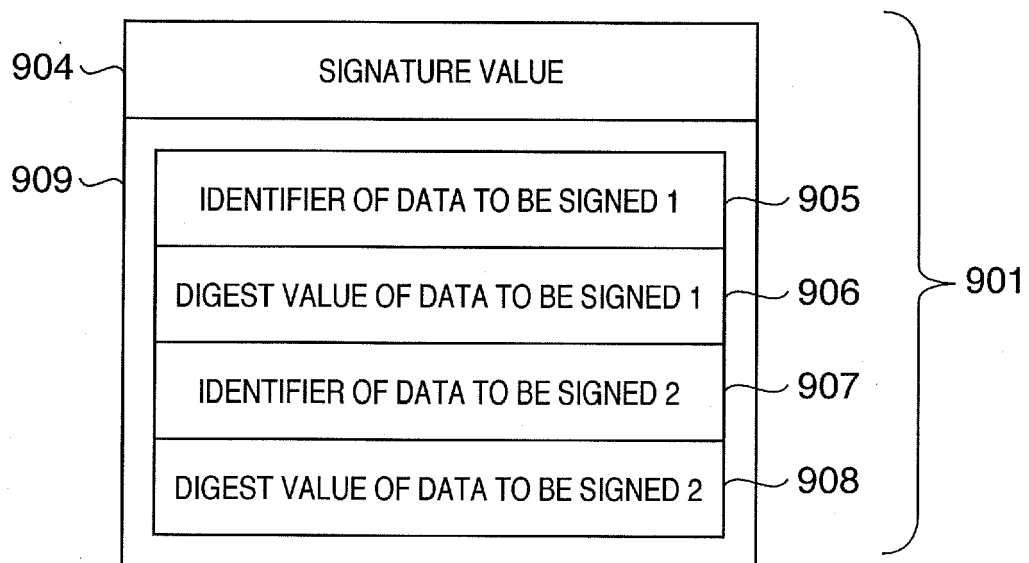 904 SIGNATURE VALUE
909
IDENTIFIER OF DATA TO BE SIGNED 1 905
DIGEST VALUE OF DATA TO BE SIGNED 1 906
901
IDENTIFIER OF DATA TO BE SIGNED 2 907
DIGEST VALUE OF DATA TO BE SIGNED 2 908